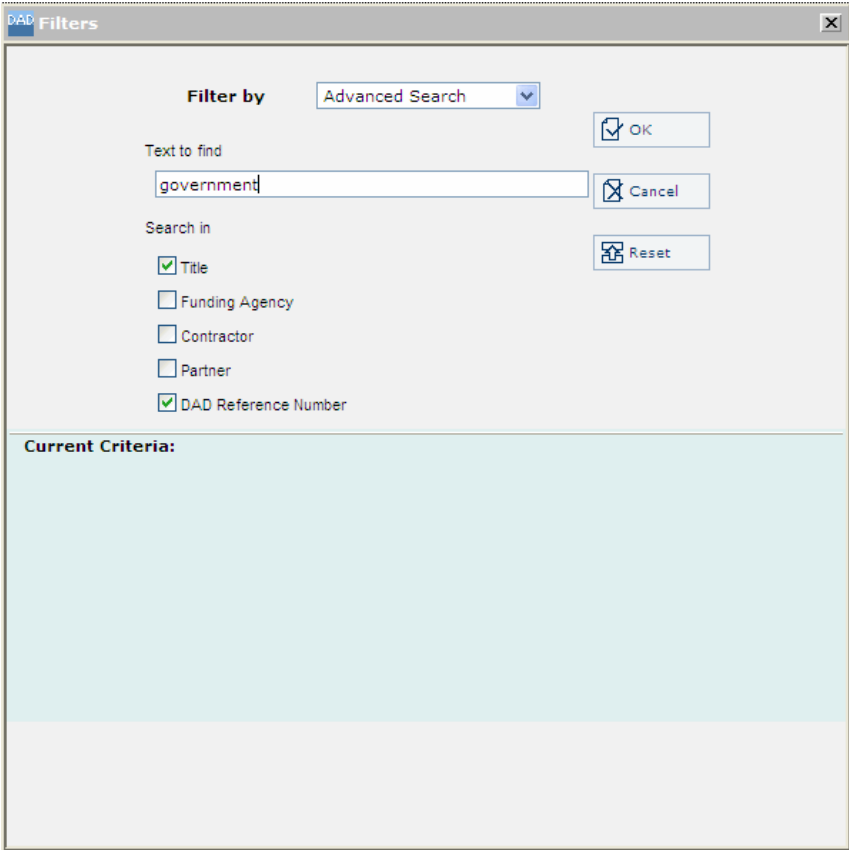 DAD Filters
Filter by Advanced Search
OK
Text to find
government
Cancel
Search in
Reset
Title
Funding Agency
Contractor
Partner
DAD Reference Number
Current Criteria: